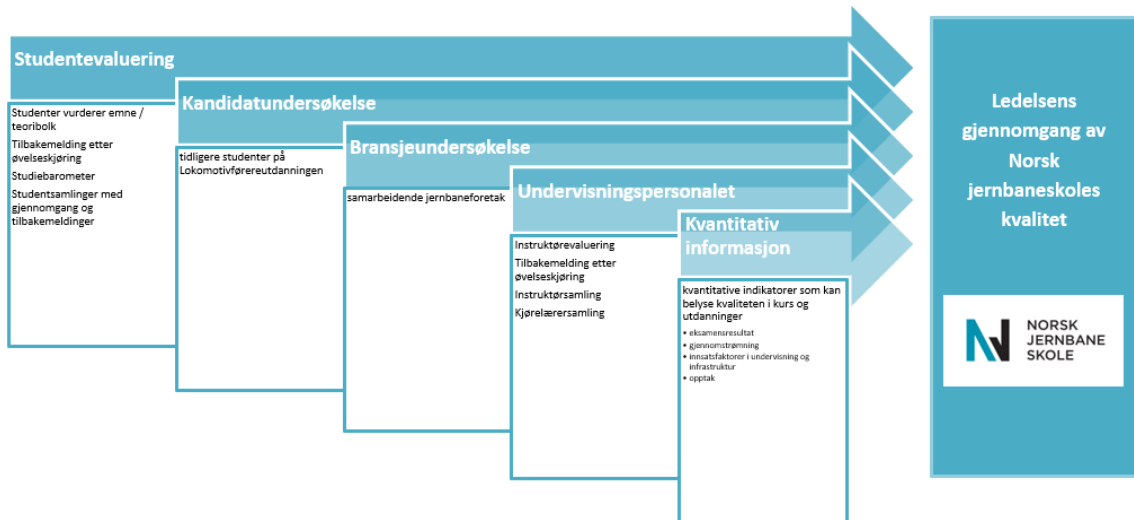 Studentevaluering
Studenter vurderer emne /
teoribolk
Tilbakemelding etter
øvelseskjøring
Studiebarometer
Studentsamlinger med
gjennomgang og
tilbakemeldinger
Kandidatundersøkelse
tidligere studenter på
Lokomotivførereutdanningen
Bransjeundersøkelse
samarbeidende jernbaneforetak
Undervisningspersonalet
Instruktørevaluering
Tilbakemelding etter
øvelseskjøring
Instruktørsamling
Kjørelærersamling
Kvantitativ
informasjon
kvantitative indikatorer som kan
belyse kvaliteten i kurs og
utdanninger
• eksamensresultat
• gjennomstrømning
• innsatsfaktorer i undervisning og
infrastruktur
• opptak
Ledelsens
gjennomgang av
Norsk
jernbaneskoles
kvalitet
NORSK
JERNBANE
SKOLE